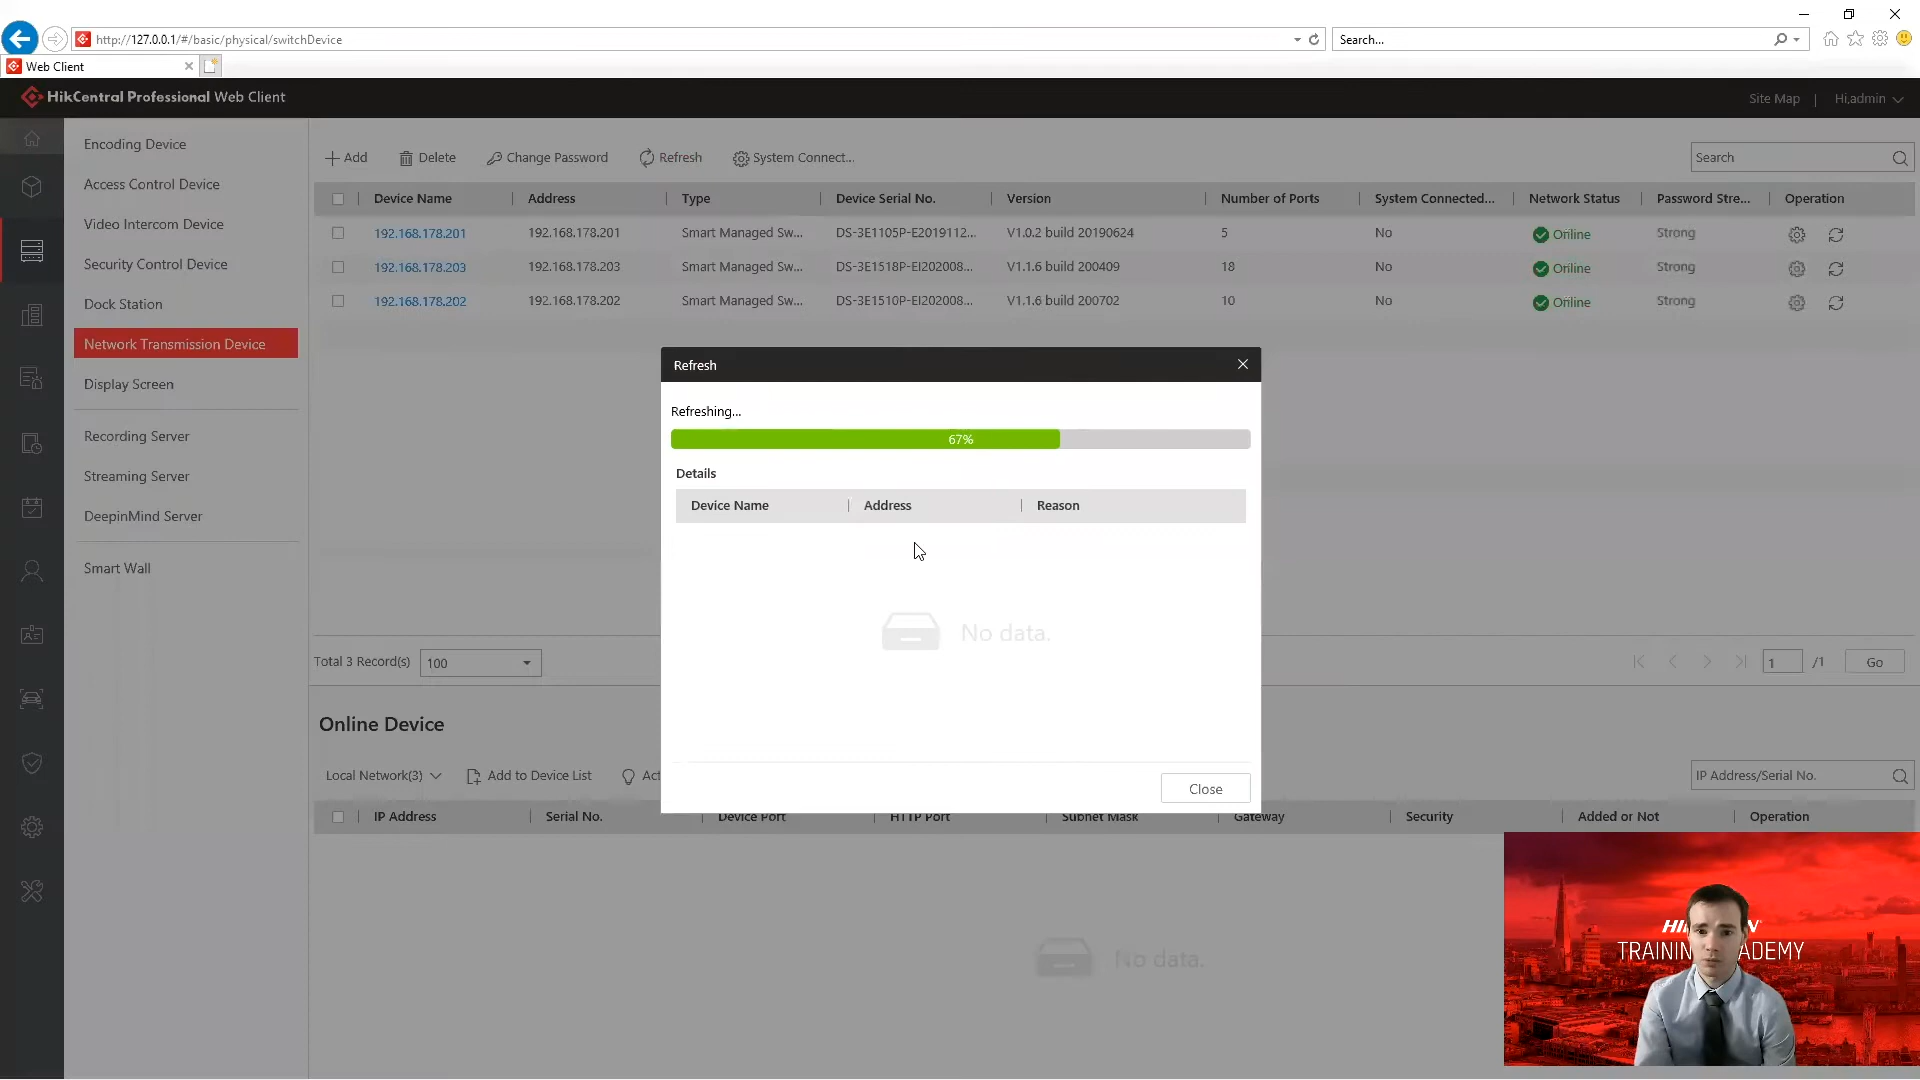 http://127.0.0.1/#/basic/physical/switchDevice
Search...
Web Client
HikCentral Professional Web Client
Site Map | Hi,admin
Encoding Device
Access Control Device
Video Intercom Device
Security Control Device
Dock Station
Network Transmission Device
Display Screen
Recording Server
Streaming Server
DeepinMind Server
Smart Wall
Add Delete Change Password Refresh System Connect... Search
Device Name Address Type Device Serial No. Version Number of Ports System Connected... Network Status Password Stre... Operation
192.168.178.201 192.168.178.201 Smart Managed Sw... DS-3E1105P-E2019112... V1.0.2 build 20190624 5 No Online Strong
192.168.178.203 192.168.178.203 Smart Managed Sw... DS-3E1518P-EI202008... V1.1.6 build 200409 18 No Online Strong
192.168.178.202 192.168.178.202 Smart Managed Sw... DS-3E1510P-EI202008... V1.1.6 build 200702 10 No Online Strong
Refresh
Refreshing...
67%
Details
Device Name Address Reason
No data.
Close
Total 3 Record(s) 100 1 /1 Go
Online Device
Local Network(3) Add to Device List IP Address/Serial No.
IP Address Serial No. Device Port HTTP Port Subnet Mask Gateway Security Added or Not Operation
No data.